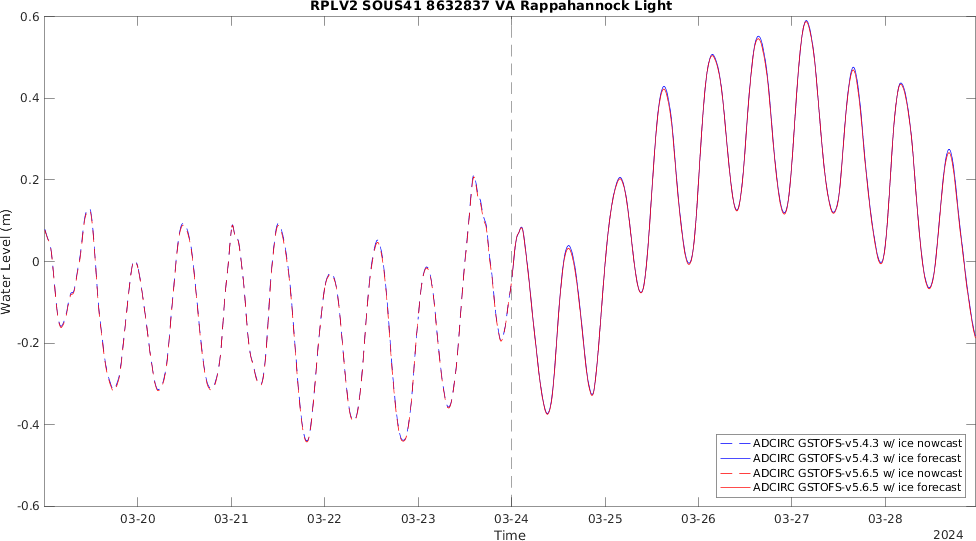 RPLV2 SOUS41 8632837 VA Rappahannock Light
0.6
0.4
0.2
0
-0.2
-0.4
-0.6
Water Level (m)
03-20
03-21
03-22
03-23
03-24
03-25
03-26
03-27
03-28
Time
2024
ADCIRC GSTOFS-v5.4.3 w/ ice nowcast
ADCIRC GSTOFS-v5.4.3 w/ ice forecast
ADCIRC GSTOFS-v5.6.5 w/ ice nowcast
ADCIRC GSTOFS-v5.6.5 w/ ice forecast